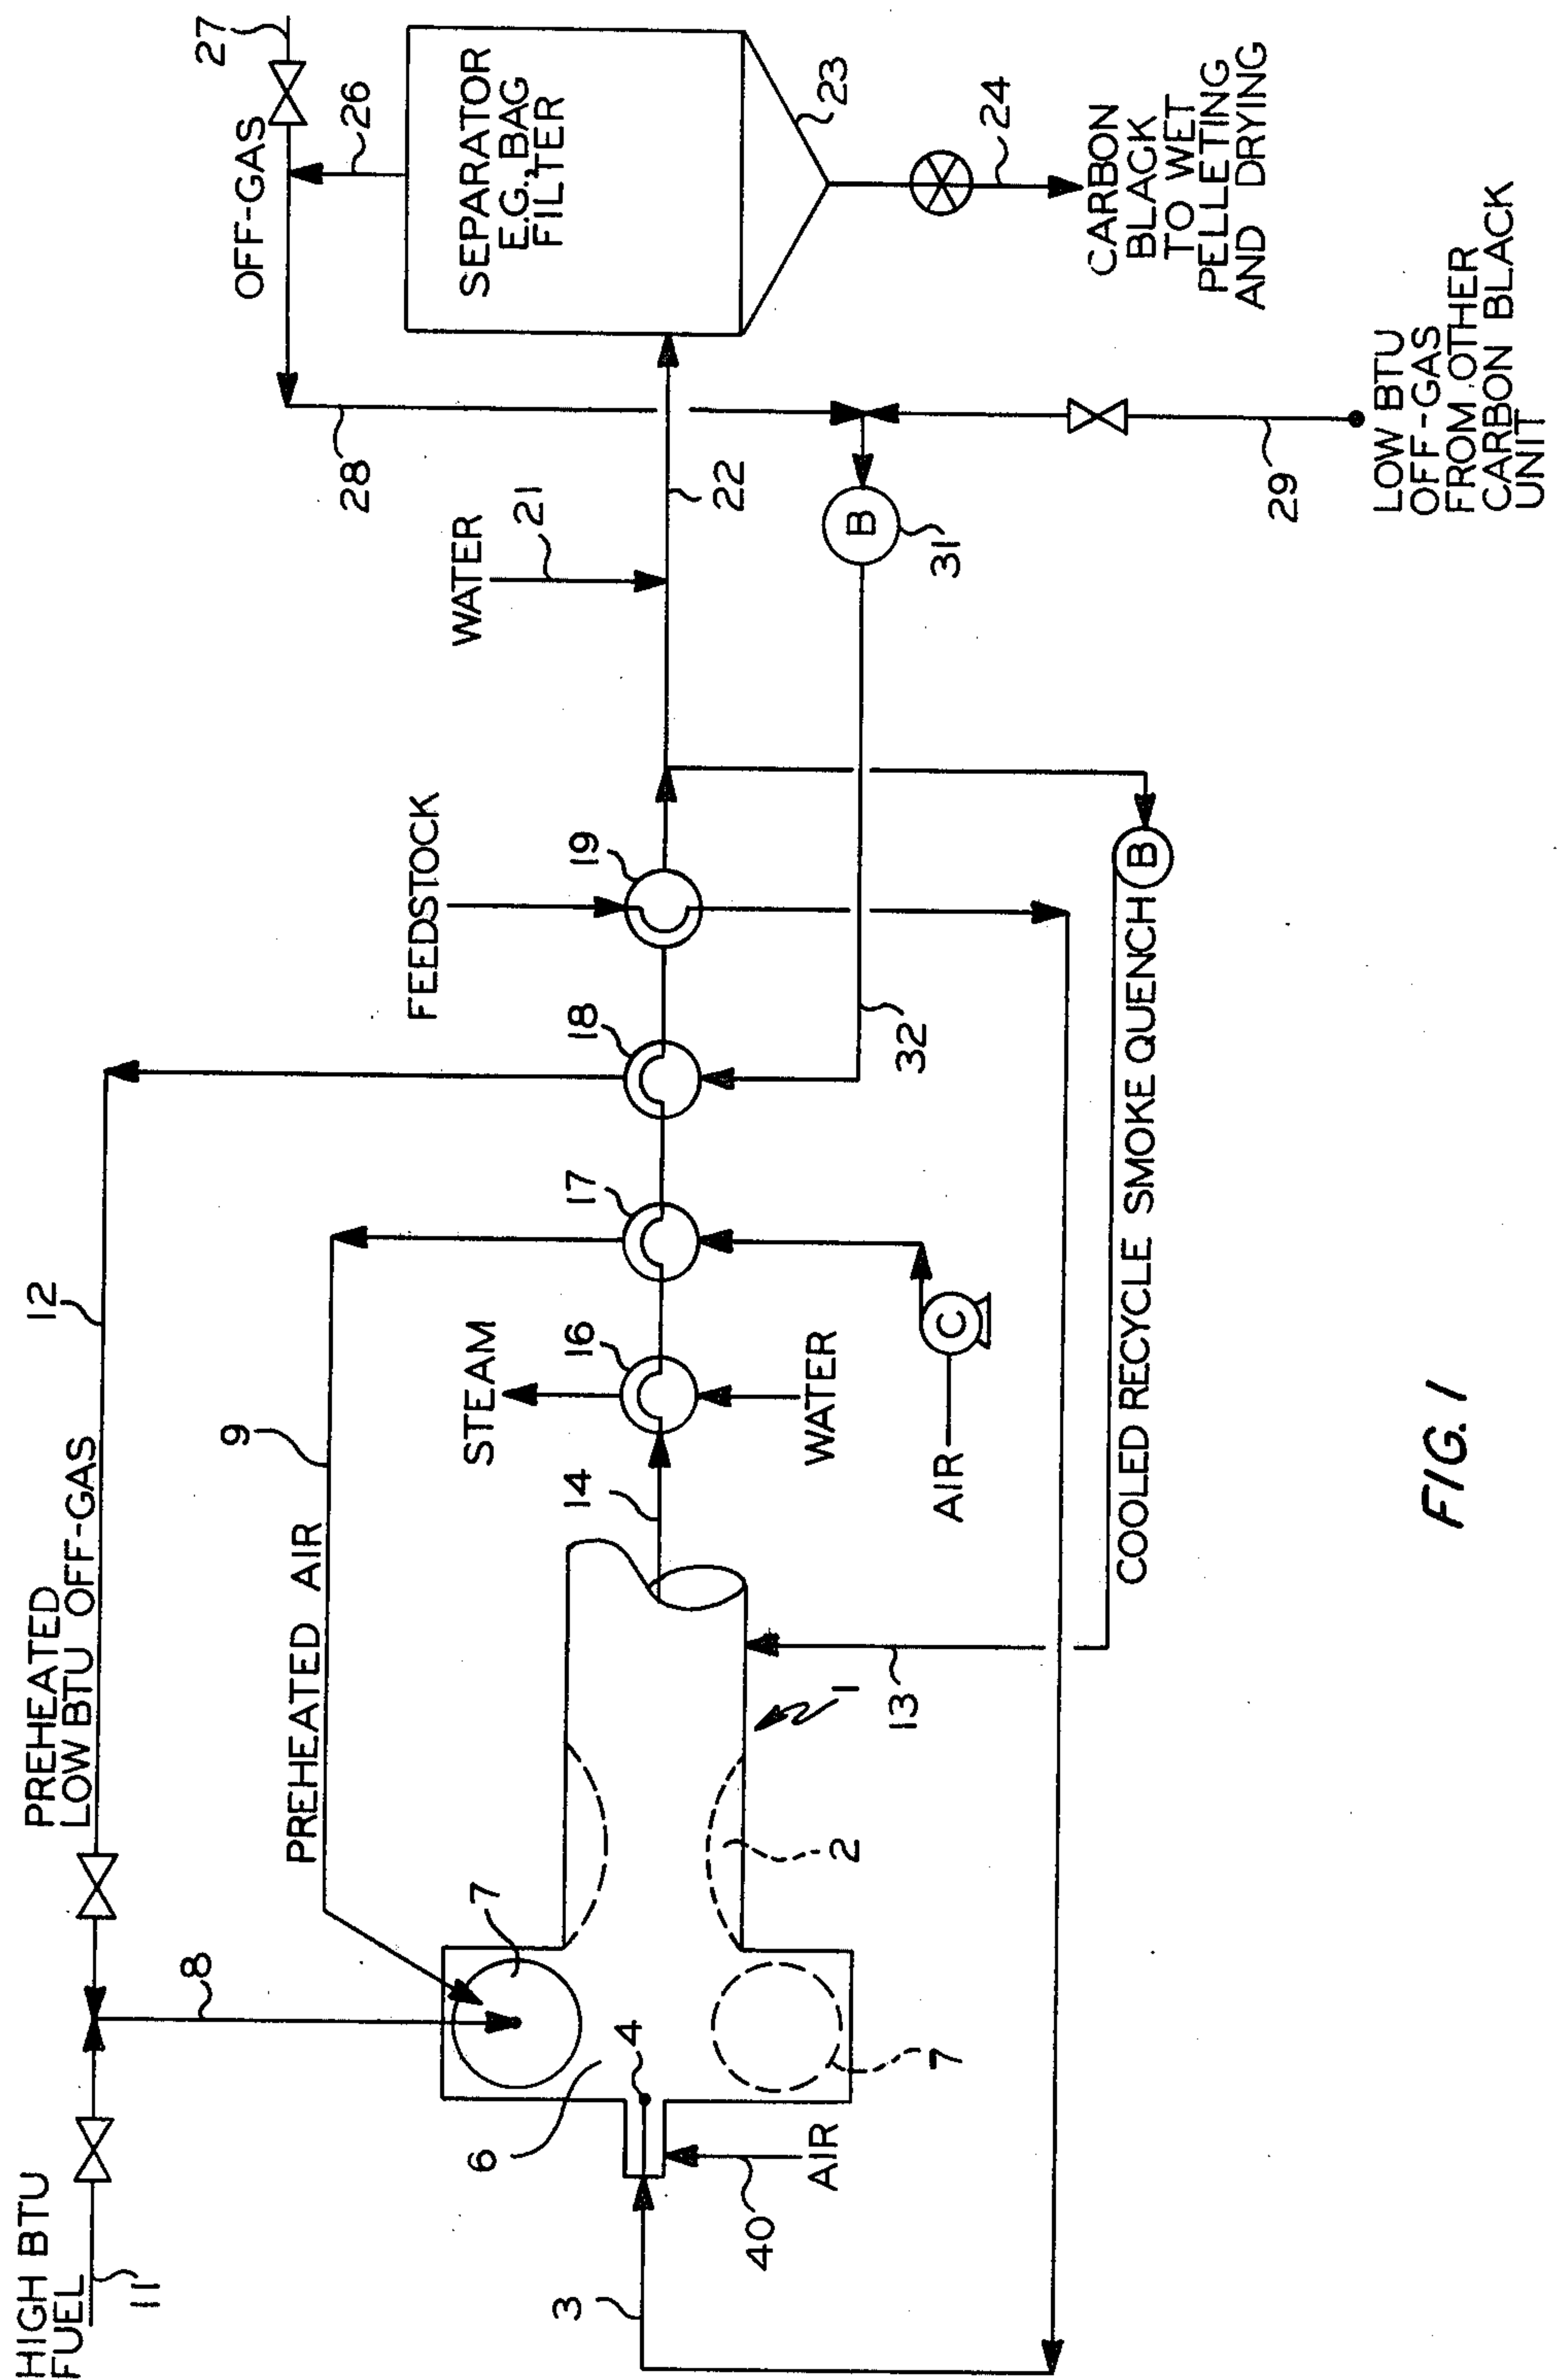 HIGH BTU
FUEL
11
PREHEATED
LOW BTU OFF-GAS
12
8
9
PREHEATED AIR
7
6
4
7
3
40
AIR
2
1
13
14
STEAM
16
WATER
17
AIR
C
18
FEEDSTOCK
19
32
COOLED RECYCLE SMOKE QUENCH
B
WATER
21
22
B
31
28
OFF-GAS
26
27
SEPARATOR
E.G., BAG
FILTER
23
24
CARBON
BLACK
TO WET
PELLETING
AND DRYING
29
LOW BTU
OFF-GAS
FROM OTHER
CARBON BLACK
UNIT
FIG. 1